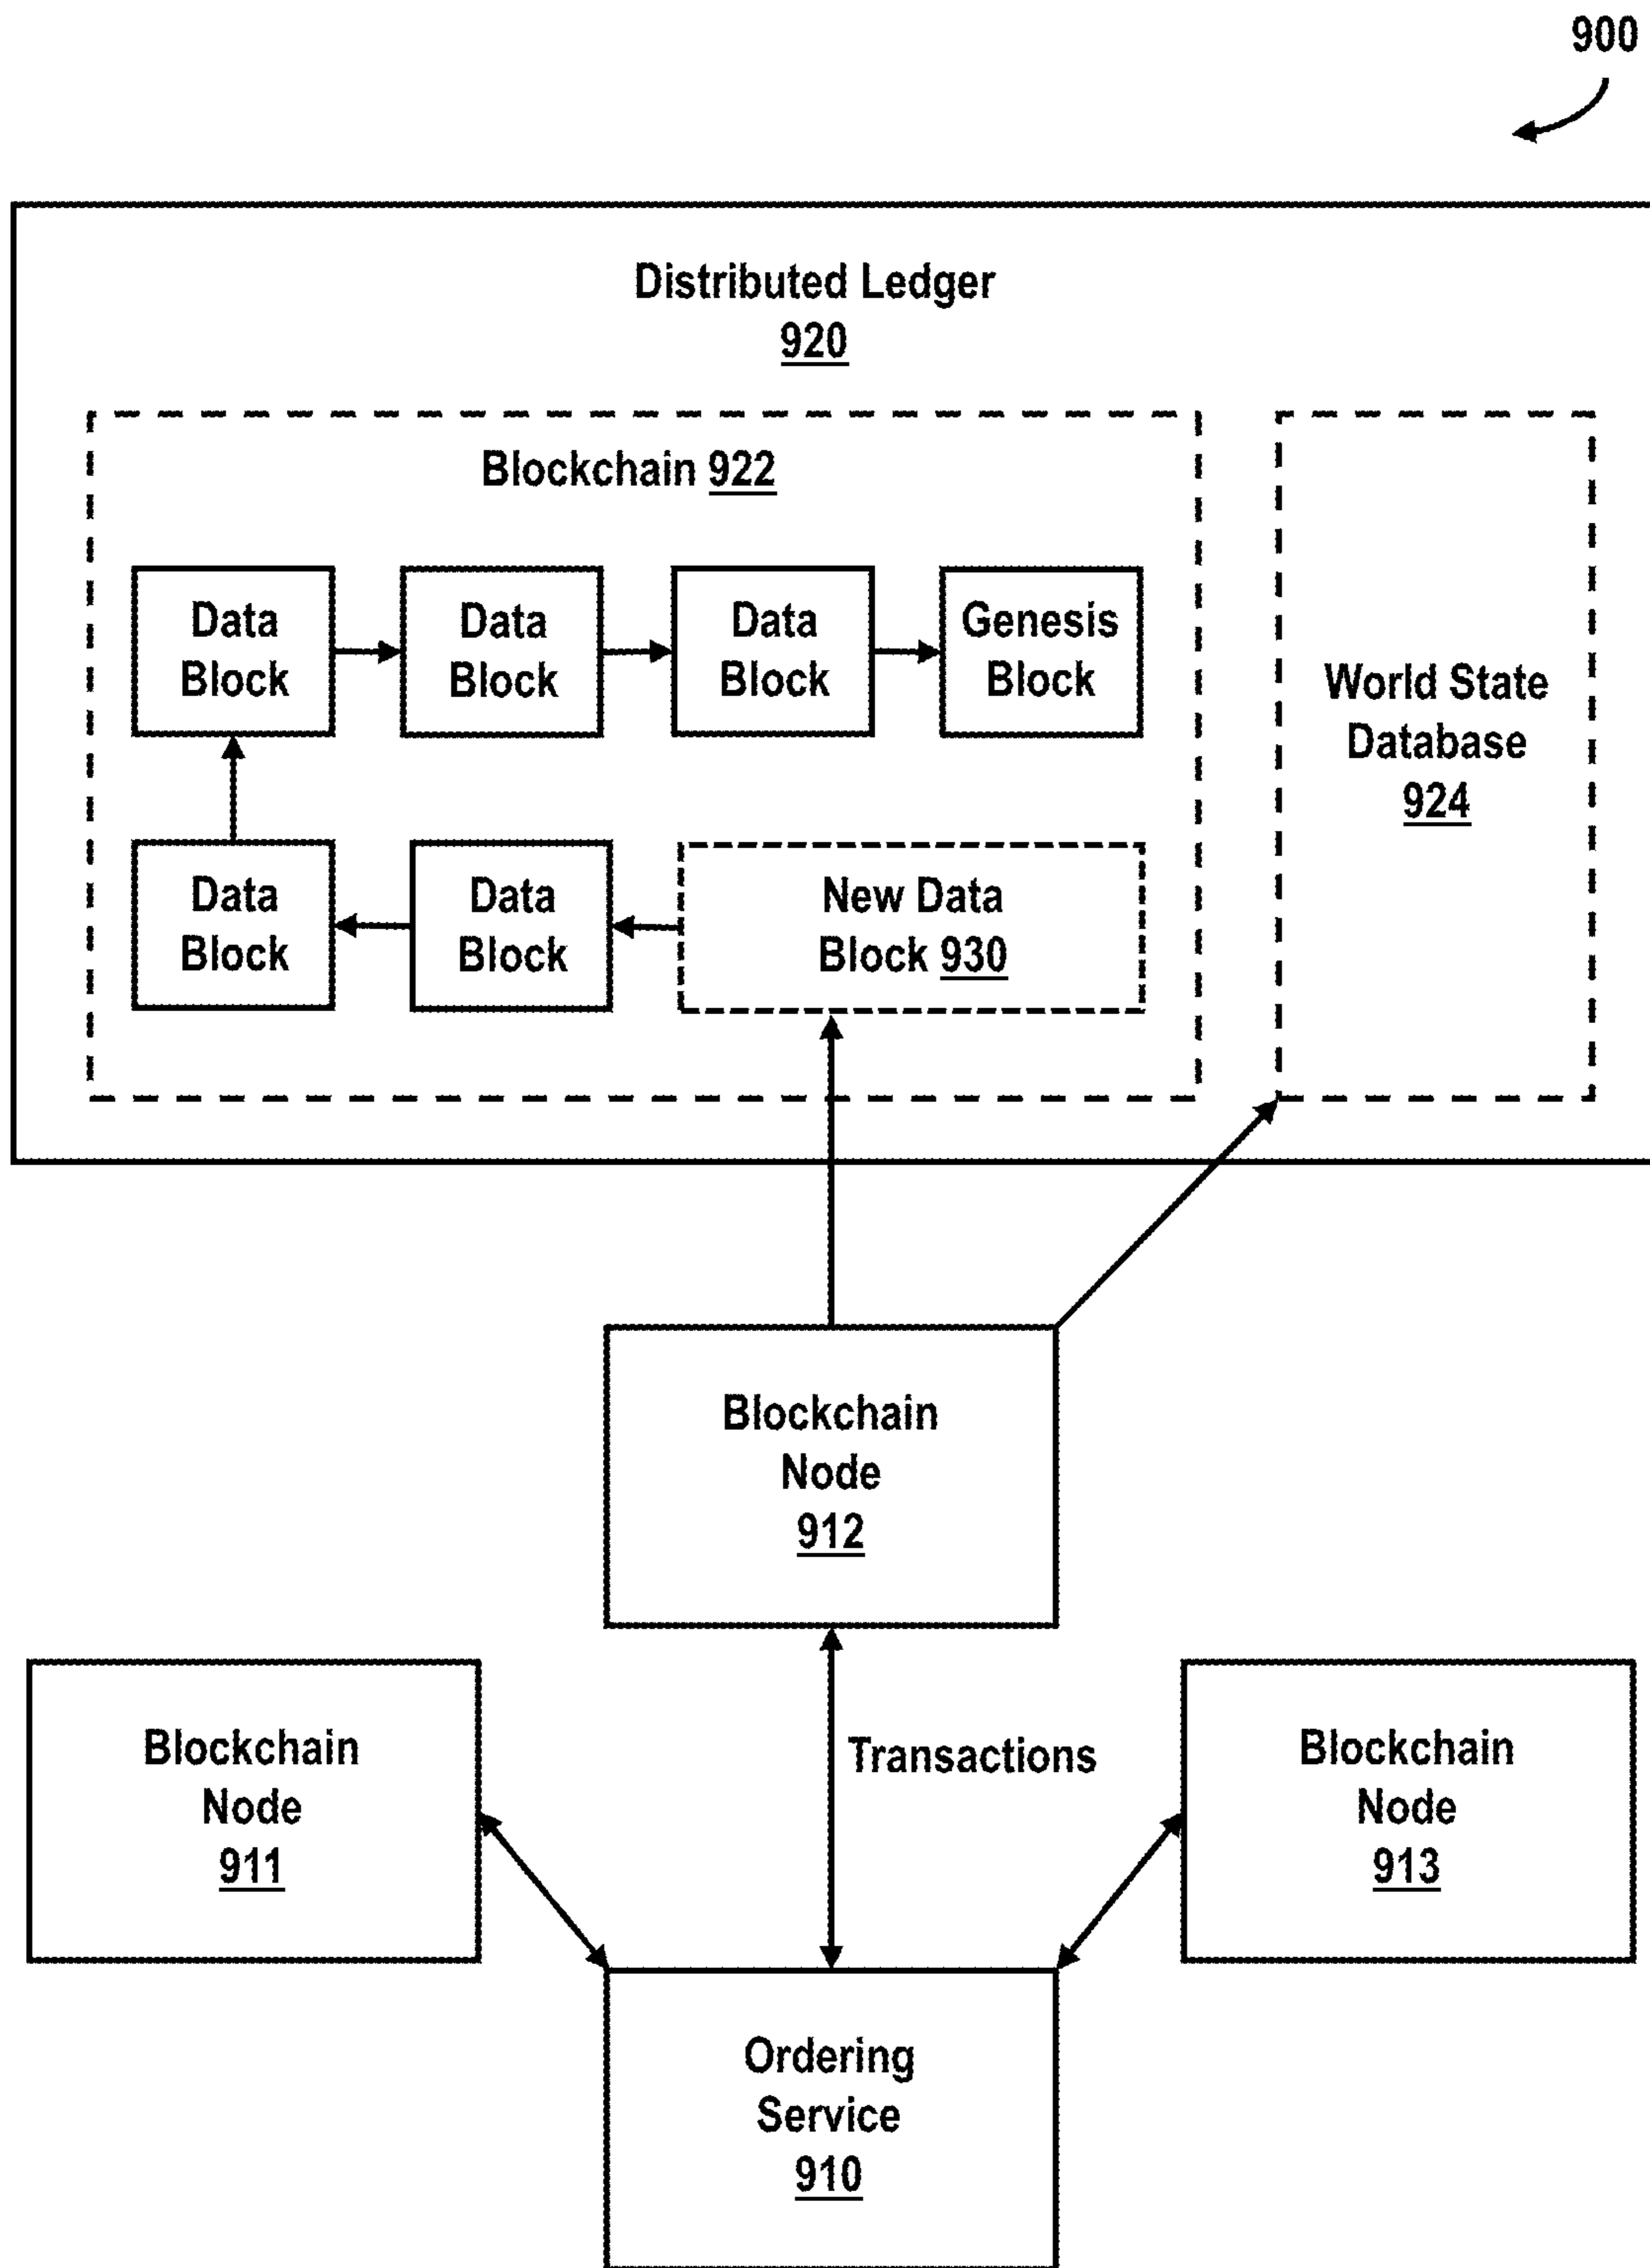 900
Distributed Ledger
920
Blockchain 922
Data
Block
Data
Block
Data
Block
Genesis
Block
World State
Database
924
Data
Block
Data
Block
New Data
Block 930
Blockchain
Node
912
Blockchain
Node
911
Transactions
Blockchain
Node
913
Ordering
Service
910